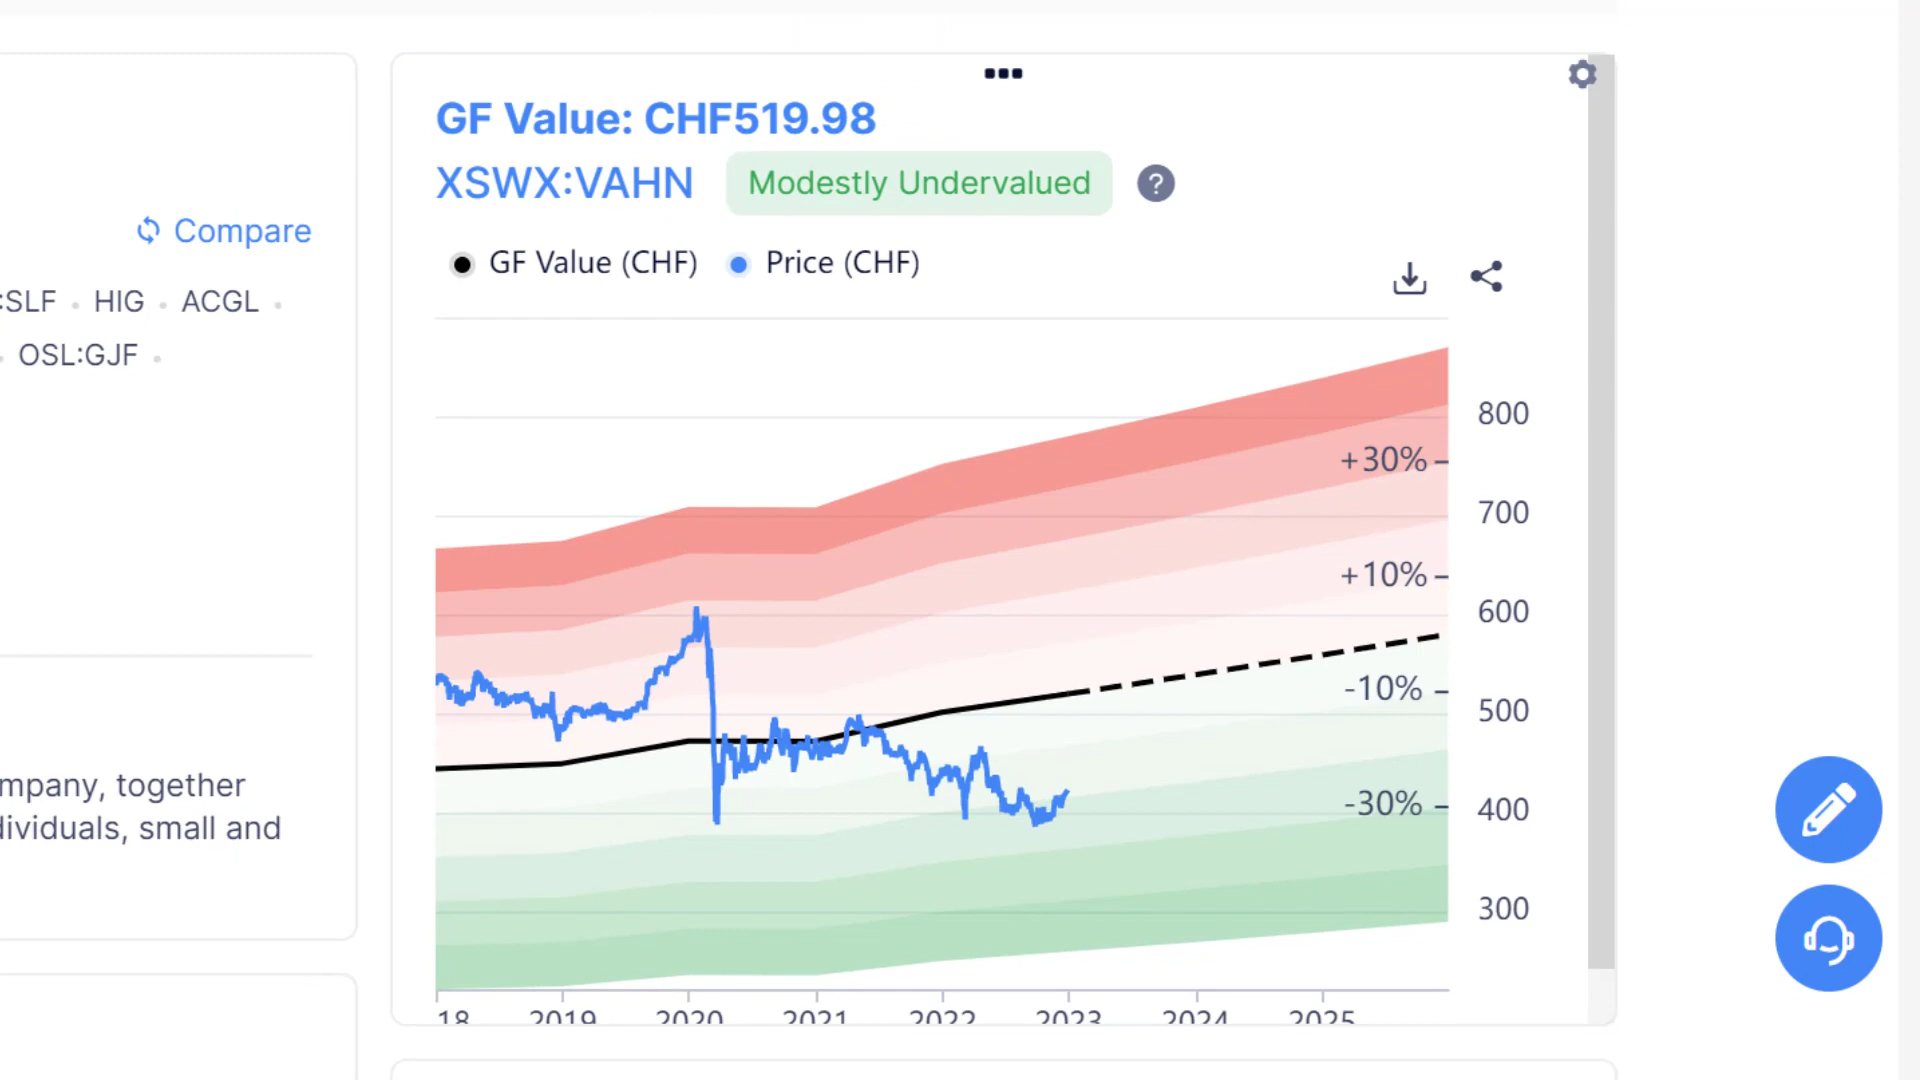 Compare
:SLF • HIG • ACGL •
• OSL:GJF •
mpany, together
dividuals, small and
GF Value: CHF519.98
XSWX:VAHN Modestly Undervalued ?
GF Value (CHF) Price (CHF)
800
+30%
700
+10%
600
-10%
500
-30%
400
300
18 2019 2020 2021 2022 2023 2024 2025